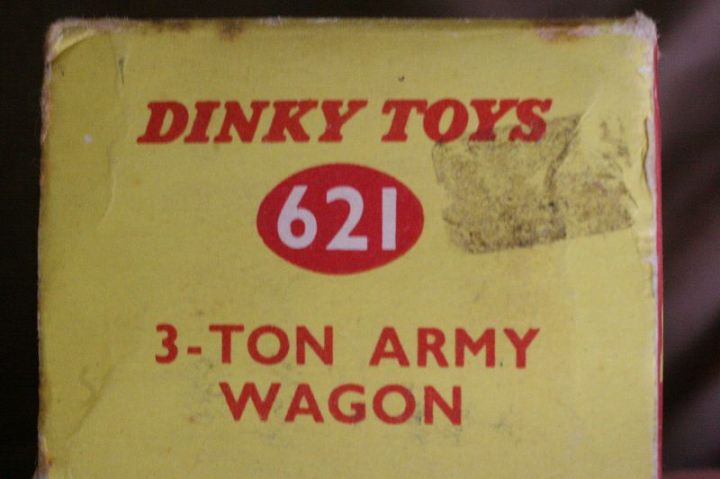 DINKY TOYS
621
3-TON ARMY
WAGON